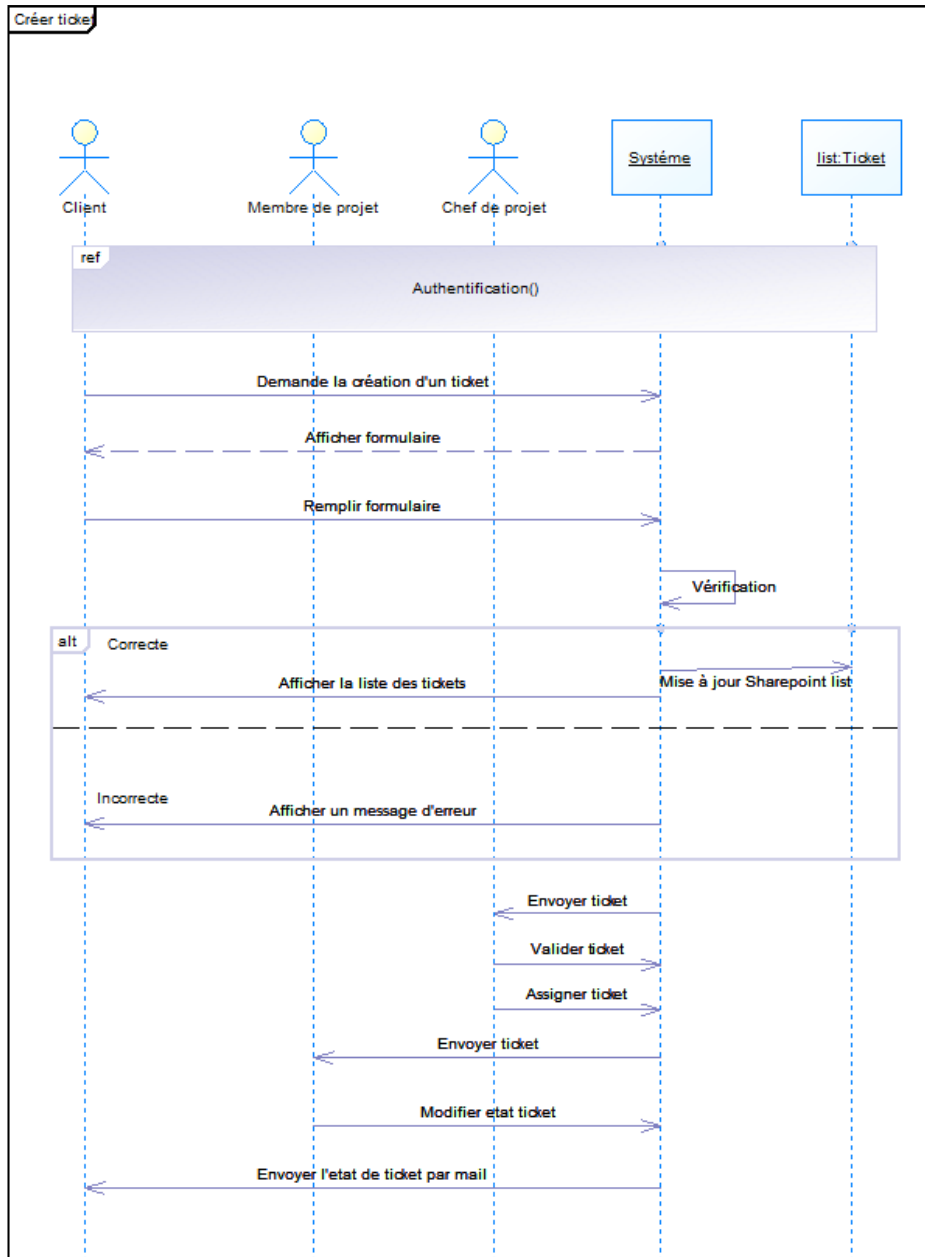 Créer ticket
Client
Membre de projet
Chef de projet
Systéme
list:Ticket
ref
Authentification()
Demande la création d'un ticket
Afficher formulaire
Remplir formulaire
Vérification
alt
Correcte
Mise à jour Sharepoint list
Afficher la liste des tickets
Incorrecte
Afficher un message d'erreur
Envoyer ticket
Valider ticket
Assigner ticket
Envoyer ticket
Modifier etat ticket
Envoyer l'etat de ticket par mail